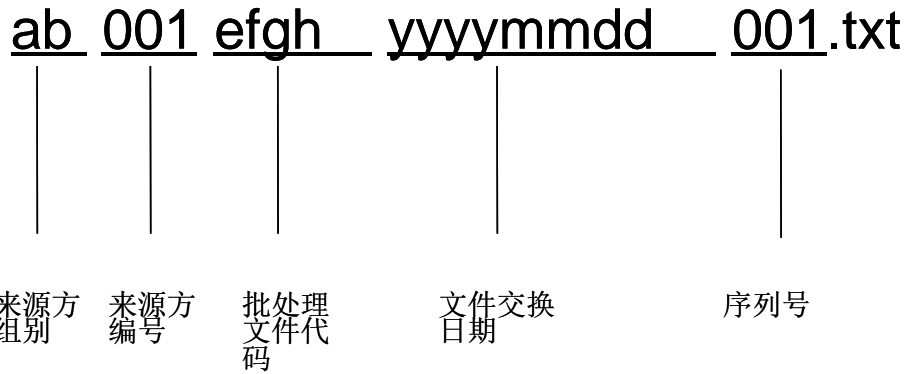 ab 001 efgh yyyymmdd 001.txt
来源方 来源方 批处理 文件交换 序列号
组别 编号 文件代 日期
码